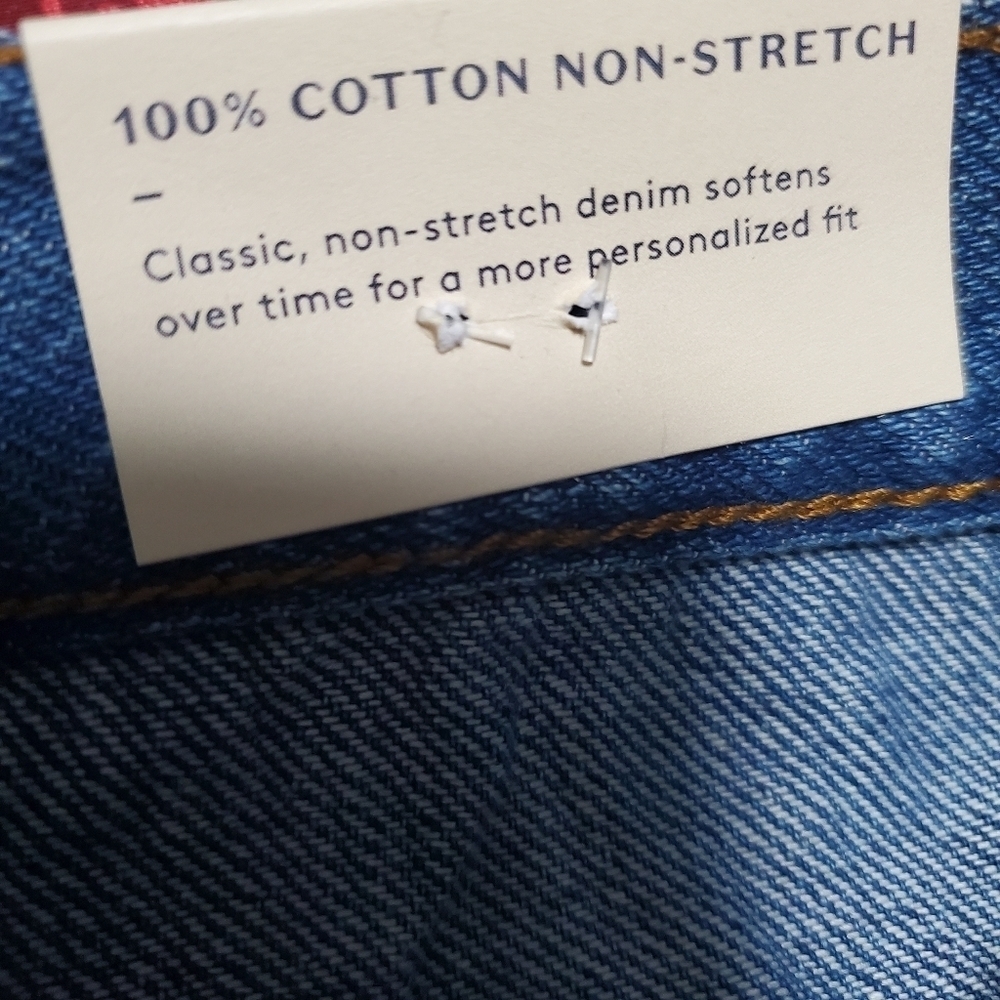 100% COTTON NON-STRETCH
–
Classic, non-stretch denim softens
over time for a more personalized fit